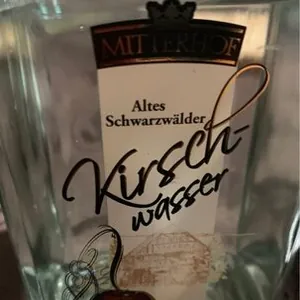 MITTERHOF
Altes
Schwarzwälder
Kirsch-
wasser